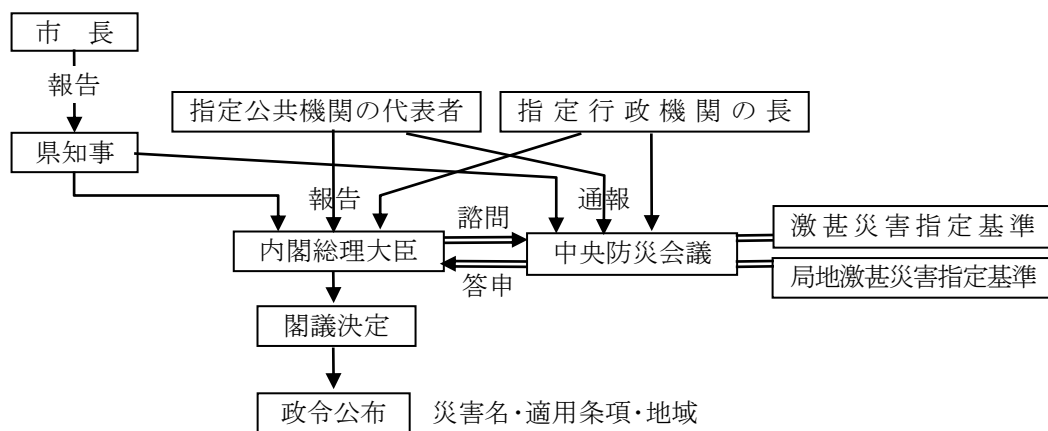 市　長
報告
指定公共機関の代表者
指定行政機関の長
県知事
報告
通報
諮問
激甚災害指定基準
内閣総理大臣
中央防災会議
答申
局地激甚災害指定基準
閣議決定
政令公布
災害名・適用条項・地域